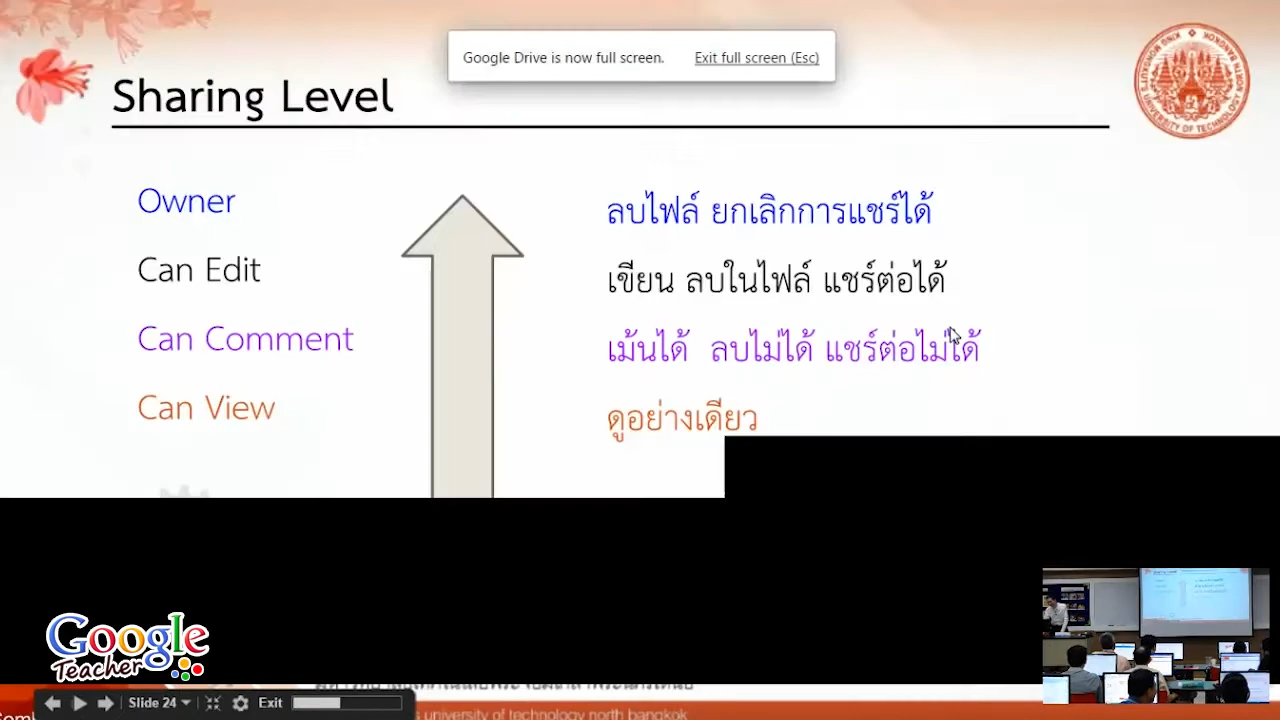 Google Drive is now full screen. Exit full screen (Esc)
Sharing Level
Owner
ลบไฟล์ ยกเลิกการแชร์ได้
Can Edit
เขียน ลบในไฟล์ แชร์ต่อได้
Can Comment
เม้นได้ ลบไม่ได้ แชร์ต่อไม่ได้
Can View
ดูอย่างเดียว
Google
Teacher
Slide 24 Exit
university of technology north bangkok